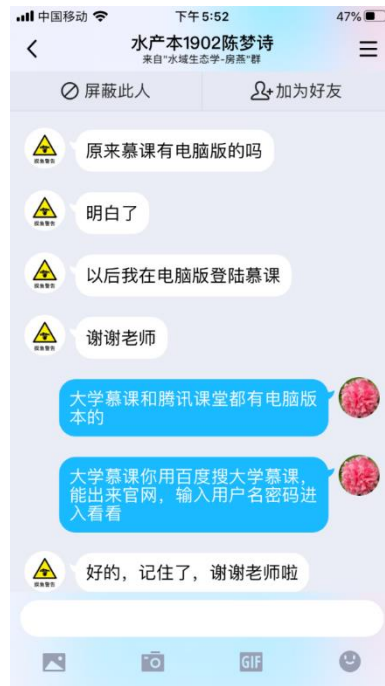 中国移动 下午5:52 47%
水产本1902陈梦诗
来自"水域生态学-房燕"群
屏蔽此人 加为好友
原来慕课有电脑版的吗
明白了
以后我在电脑版登陆慕课
谢谢老师
大学慕课和腾讯课堂都有电脑版
本的
大学慕课你用百度搜大学慕课，
能出来官网，输入用户名密码进
入看看
好的，记住了，谢谢老师啦
GIF